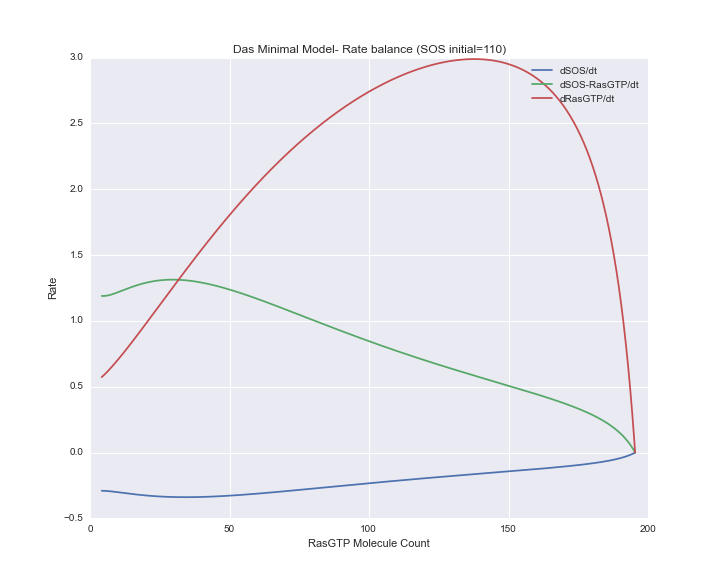 Das Minimal Model- Rate balance (SOS initial=110)
3.0
2.5
2.0
1.5
1.0
0.5
0.0
−0.5
Rate
dSOS/dt
dSOS-RasGTP/dt
dRasGTP/dt
0 50 100 150 200
RasGTP Molecule Count